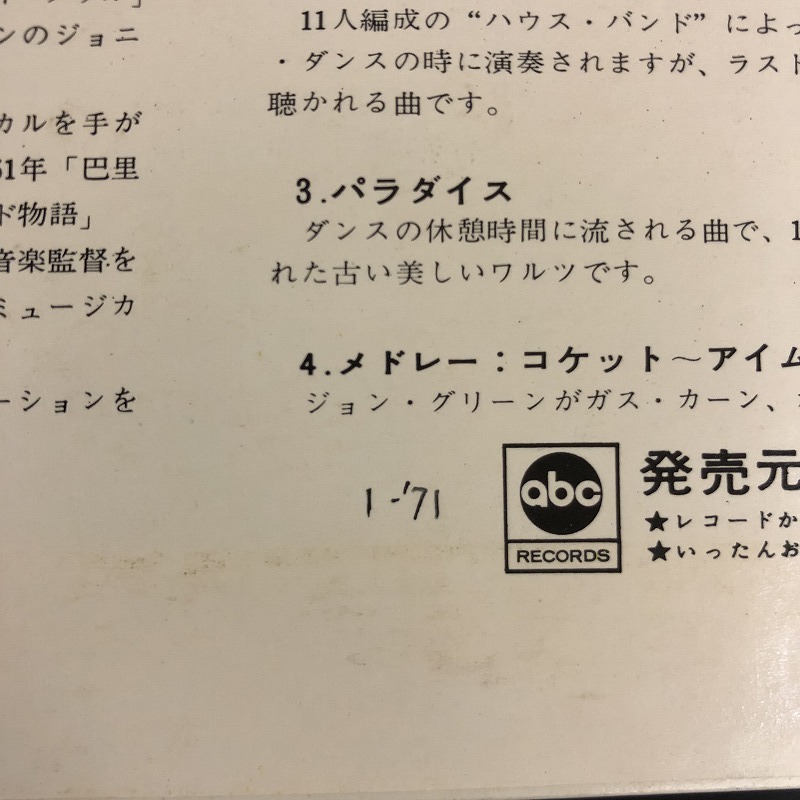 ンのジョニ
カルを手が
51年「巴里
ド物語」
音楽監督を
ミュージカ
ーションを
11人編成の“ハウス・バンド”によっ
・ダンスの時に演奏されますが、ラスト
聴かれる曲です。
3.パラダイス
ダンスの休憩時間に流される曲で、1
れた古い美しいワルツです。
4.メドレー：コケット～アイム
ジョン・グリーンがガス・カーン、
1-'71
abc
RECORDS
発売元
★レコードか
★いったんお